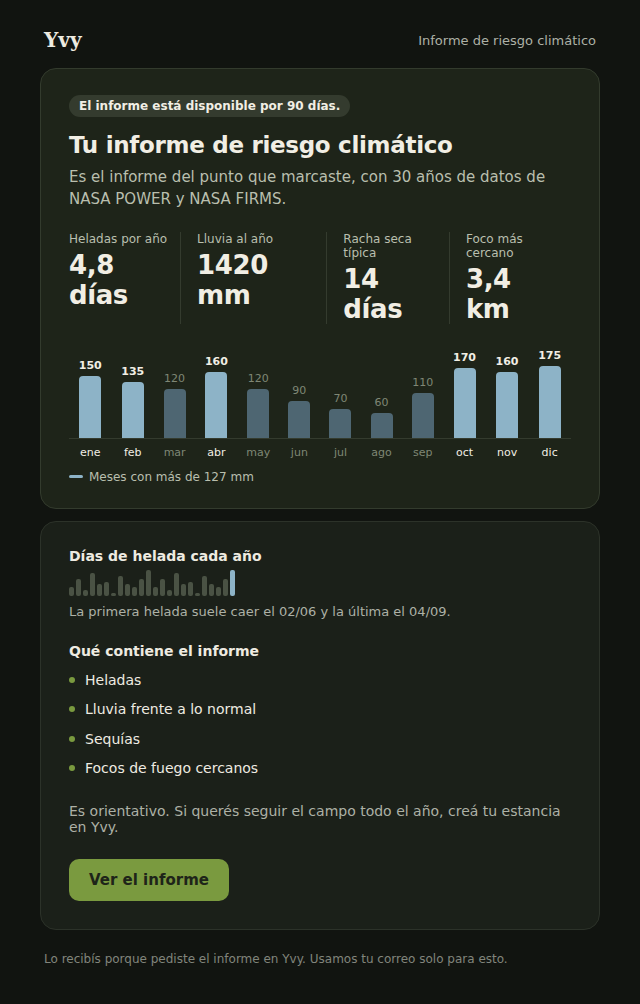 Yvy
Informe de riesgo climático
El informe está disponible por 90 días.
Tu informe de riesgo climático
Es el informe del punto que marcaste, con 30 años de datos de
NASA POWER y NASA FIRMS.
Heladas por año
4,8
días
Lluvia al año
1420
mm
Racha seca
típica
14
días
Foco más
cercano
3,4
km
150 135 120 160 120 90 70 60 110 170 160 175
ene feb mar abr may jun jul ago sep oct nov dic
Meses con más de 127 mm
Días de helada cada año
La primera helada suele caer el 02/06 y la última el 04/09.
Qué contiene el informe
Heladas
Lluvia frente a lo normal
Sequías
Focos de fuego cercanos
Es orientativo. Si querés seguir el campo todo el año, creá tu estancia
en Yvy.
Ver el informe
Lo recibís porque pediste el informe en Yvy. Usamos tu correo solo para esto.